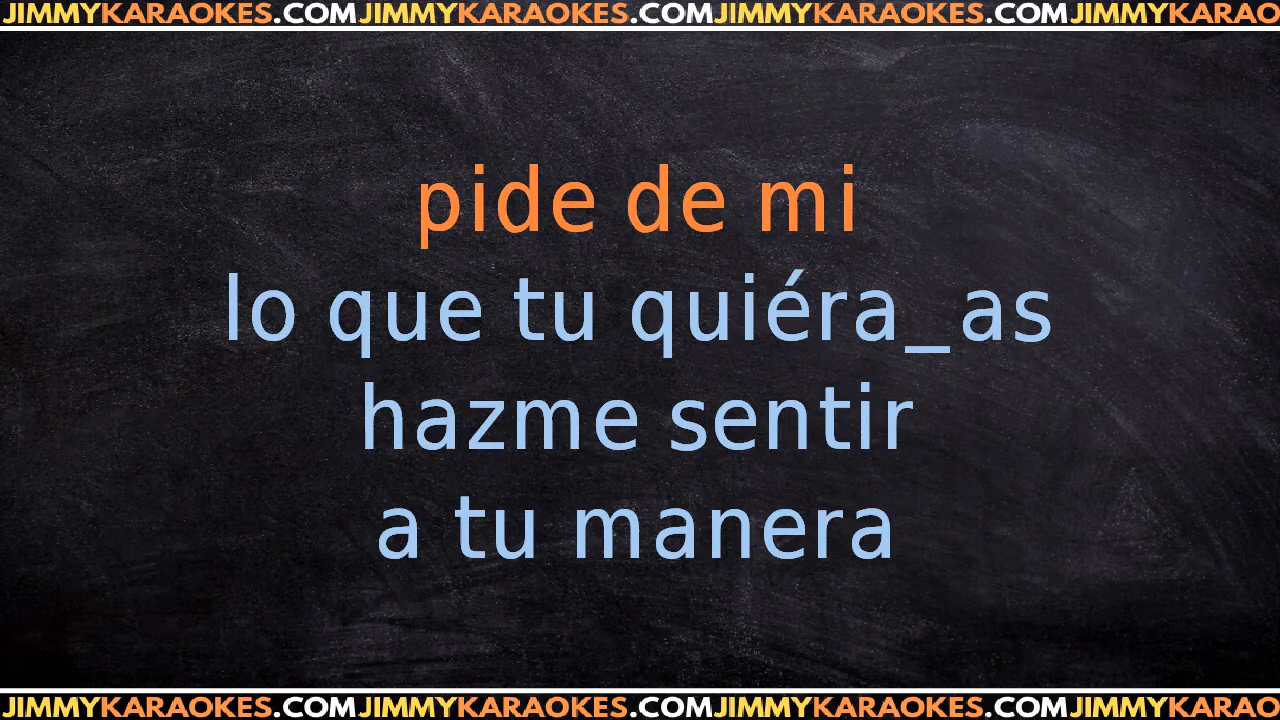 JIMMYKARAOKES.COMJIMMYKARAOKES.COMJIMMYKARAOKES.COMJIMMYKARAO
pide de mi
lo que tu quiéra_as
hazme sentir
a tu manera
JIMMYKARAOKES.COMJIMMYKARAOKES.COMJIMMYKARAOKES.COMJIMMYKARAO